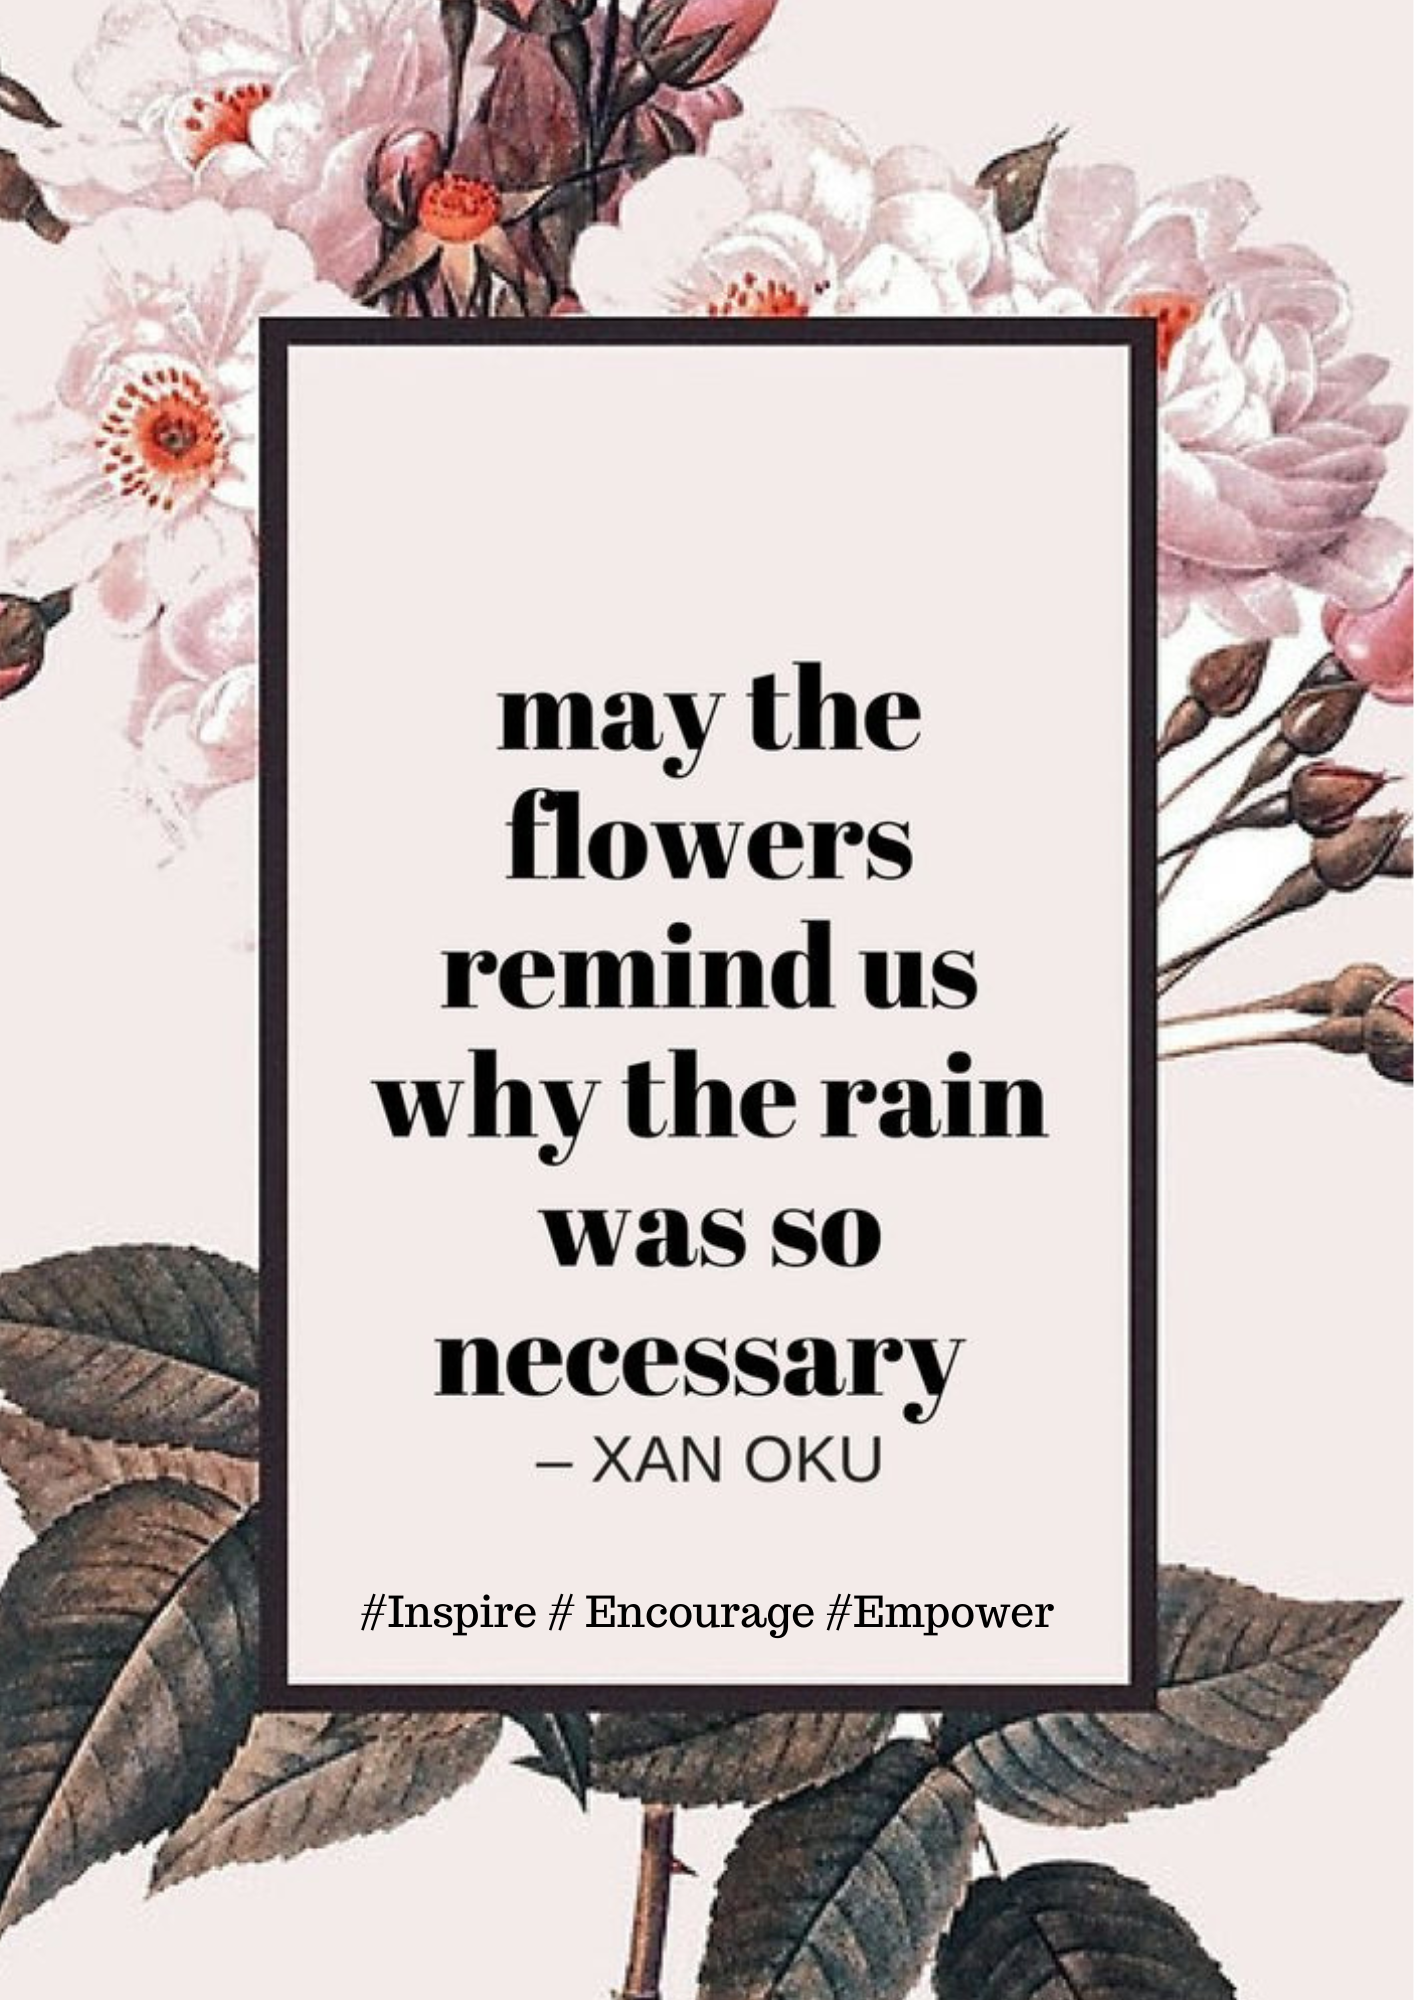 may the
flowers
remind us
why the rain
was so
necessary
– XAN OKU
#Inspire # Encourage #Empower